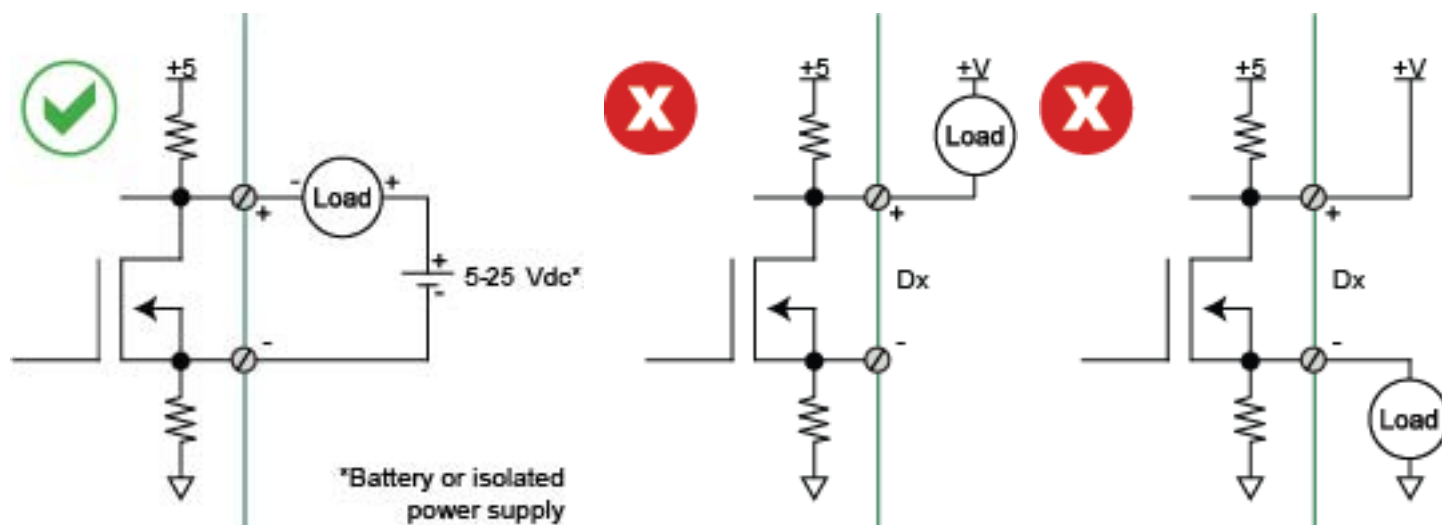 +5
- Load +
+
+
5-25 Vdc*
-
-
*Battery or isolated
power supply
X
+5
+V
Load
+
Dx
-
X
+5
+V
+
Dx
-
Load